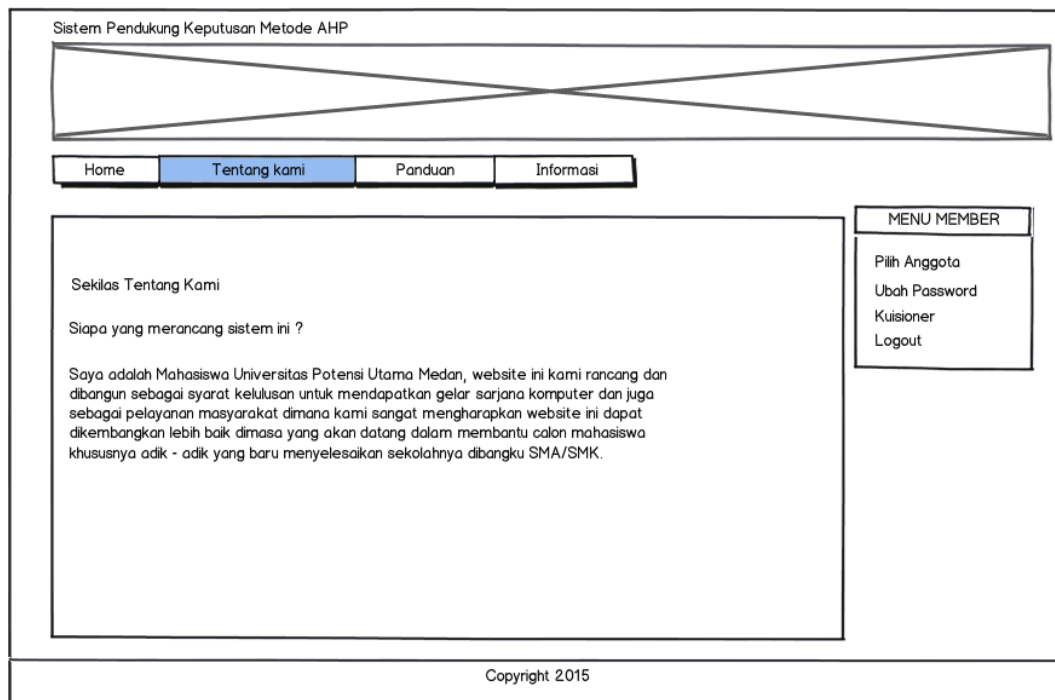 Sistem Pendukung Keputusan Metode AHP
Home Tentang kami Panduan Informasi
Sekilas Tentang Kami
Siapa yang merancang sistem ini ?
Saya adalah Mahasiswa Universitas Potensi Utama Medan, website ini kami rancang dan
dibangun sebagai syarat kelulusan untuk mendapatkan gelar sarjana komputer dan juga
sebagai pelayanan masyarakat dimana kami sangat mengharapkan website ini dapat
dikembangkan lebih baik dimasa yang akan datang dalam membantu calon mahasiswa
khususnya adik - adik yang baru menyelesaikan sekolahnya dibangku SMA/SMK.
MENU MEMBER
Pilih Anggota
Ubah Password
Kuisioner
Logout
Copyright 2015